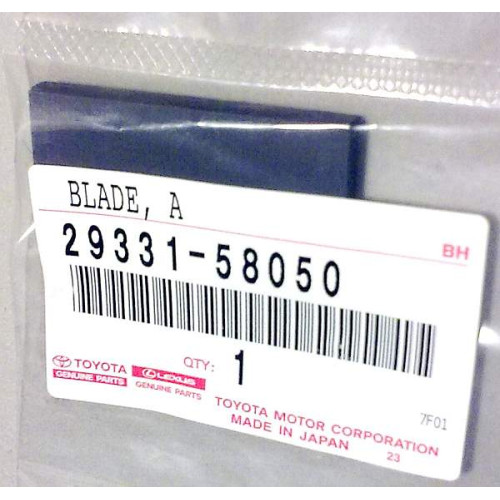 BLADE, A
BH
29331-58050
TOYOTA
GENUINE PARTS
LEXUS
GENUINE PARTS
QTY: 1
7F01
TOYOTA MOTOR CORPORATION
MADE IN JAPAN 23